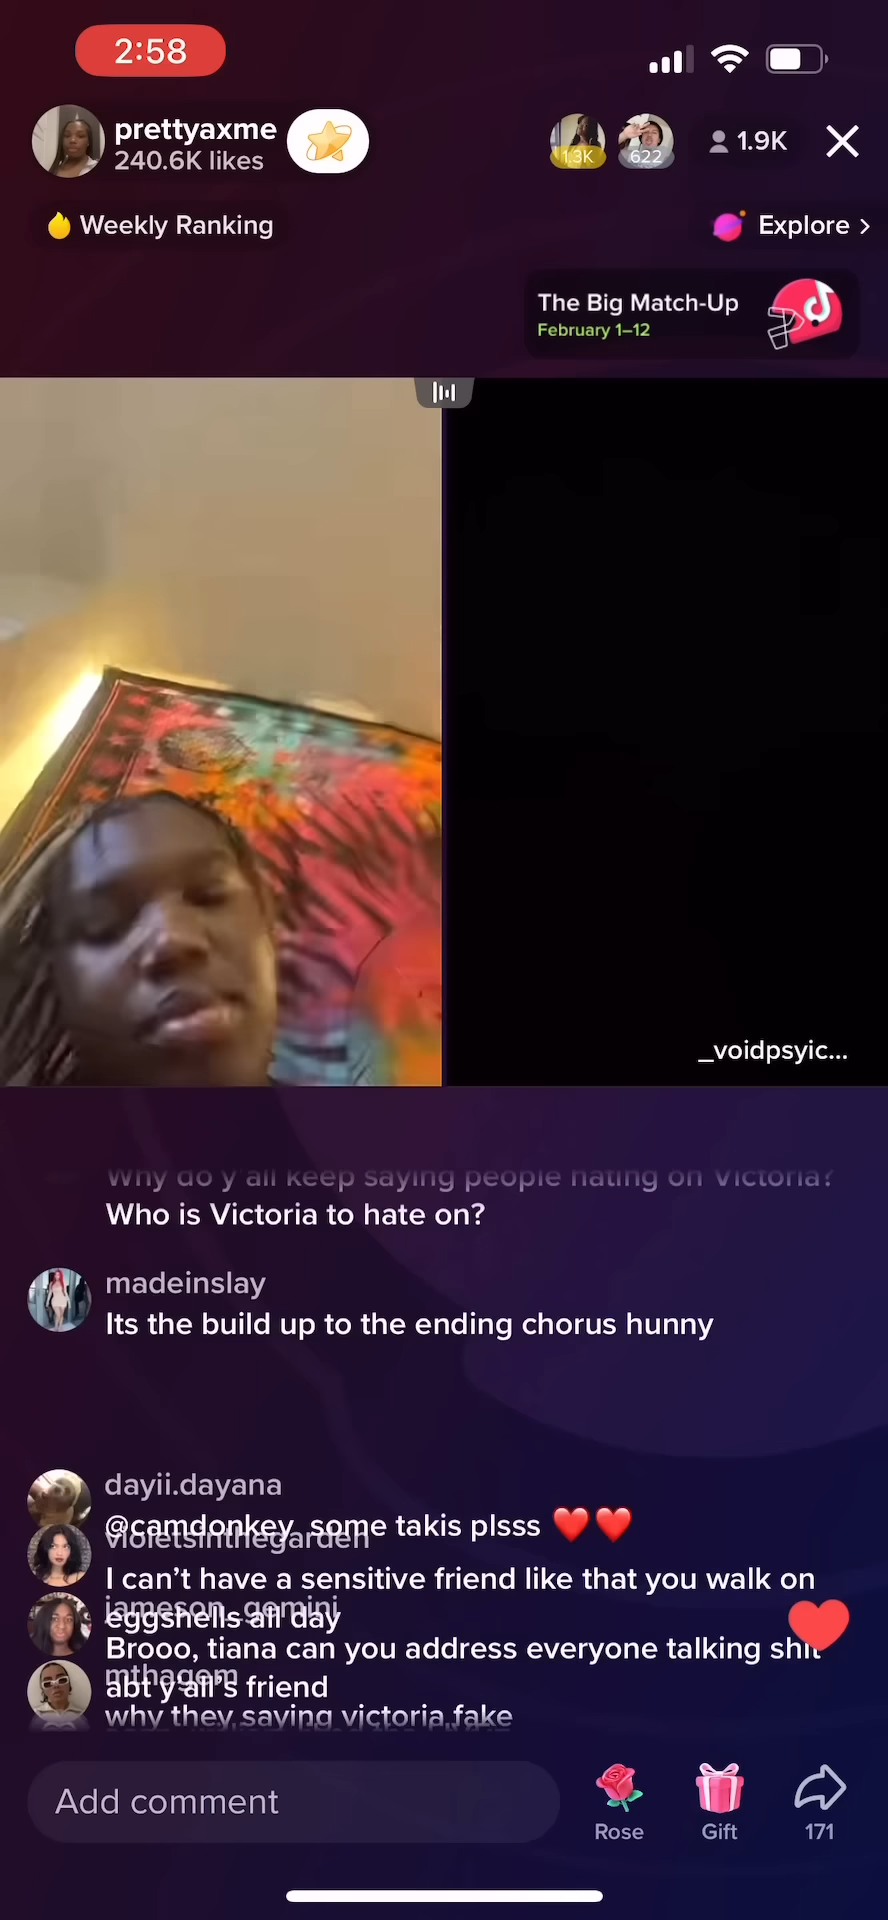 2:58
prettyaxme
240.6K likes
1.3K
622
1.9K
Weekly Ranking
Explore >
The Big Match-Up
February 1–12
_voidpsyic...
Why do y'all keep saying people hating on Victoria?
Who is Victoria to hate on?
madeinslay
Its the build up to the ending chorus hunny
dayii.dayana
@camdonkey some takis plsss ❤️❤️
violetsinthegarden
I can’t have a sensitive friend like that you walk on
eggshells all day
jameson_gemini
Brooo, tiana can you address everyone talking shit
abt y’all’s friend
mthagem
why they saying victoria fake
Add comment
Rose
Gift
171